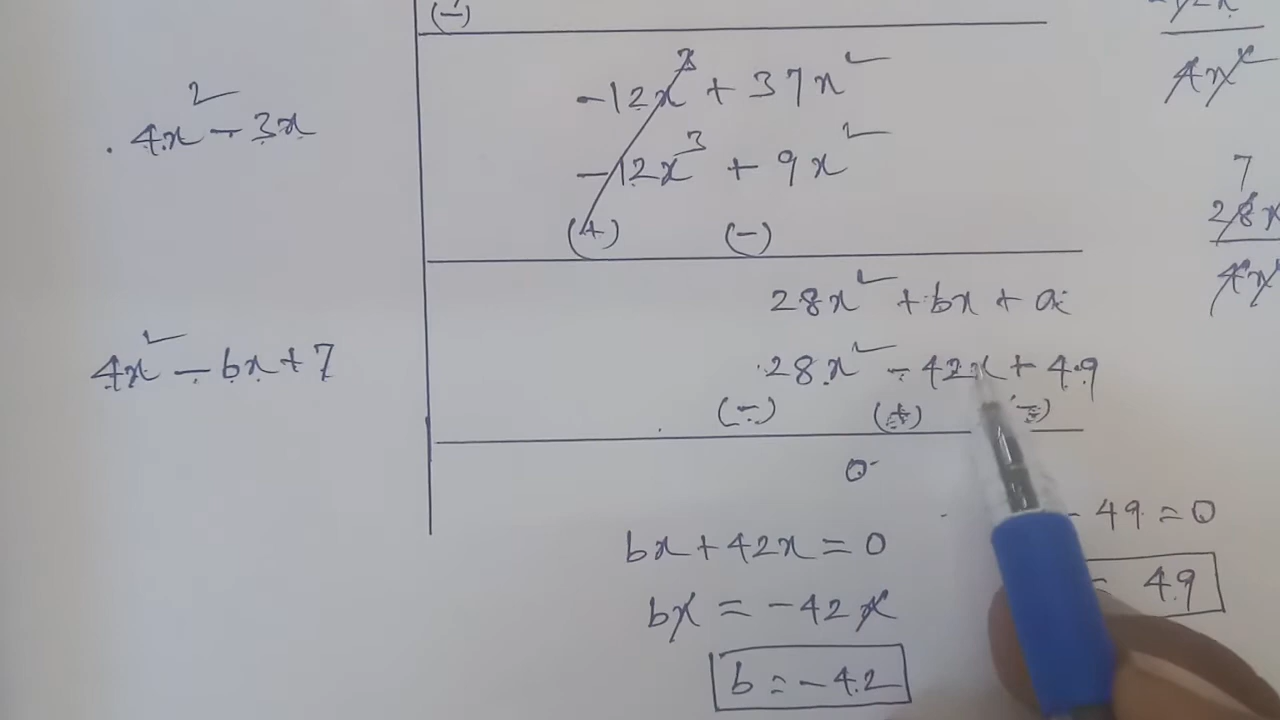 (-)
-12x³ + 37x²
4x² - 3x
-12x³ + 9x²
(+) (-)
28x² + bx + a
4x² - 6x + 7
28x² - 42x + 49
(-) (+) (-)
0
bx + 42x = 0
- 49 = 0
bx = -42x
= 49
b = -42
4x²
7
28x
4x